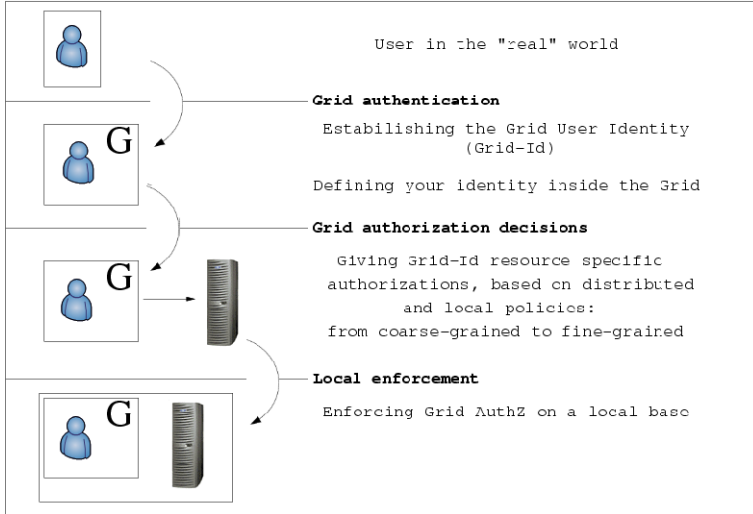 User in the "real" world
Grid authentication
G
Estabilishing the Grid User Identity
(Grid-Id)
Defining your identity inside the Grid
Grid authorization decisions
G
Giving Grid-Id resource specific
authorizations, based on distributed
and local policies:
from coarse-grained to fine-grained
Local enforcement
G
Enforcing Grid AuthZ on a local base